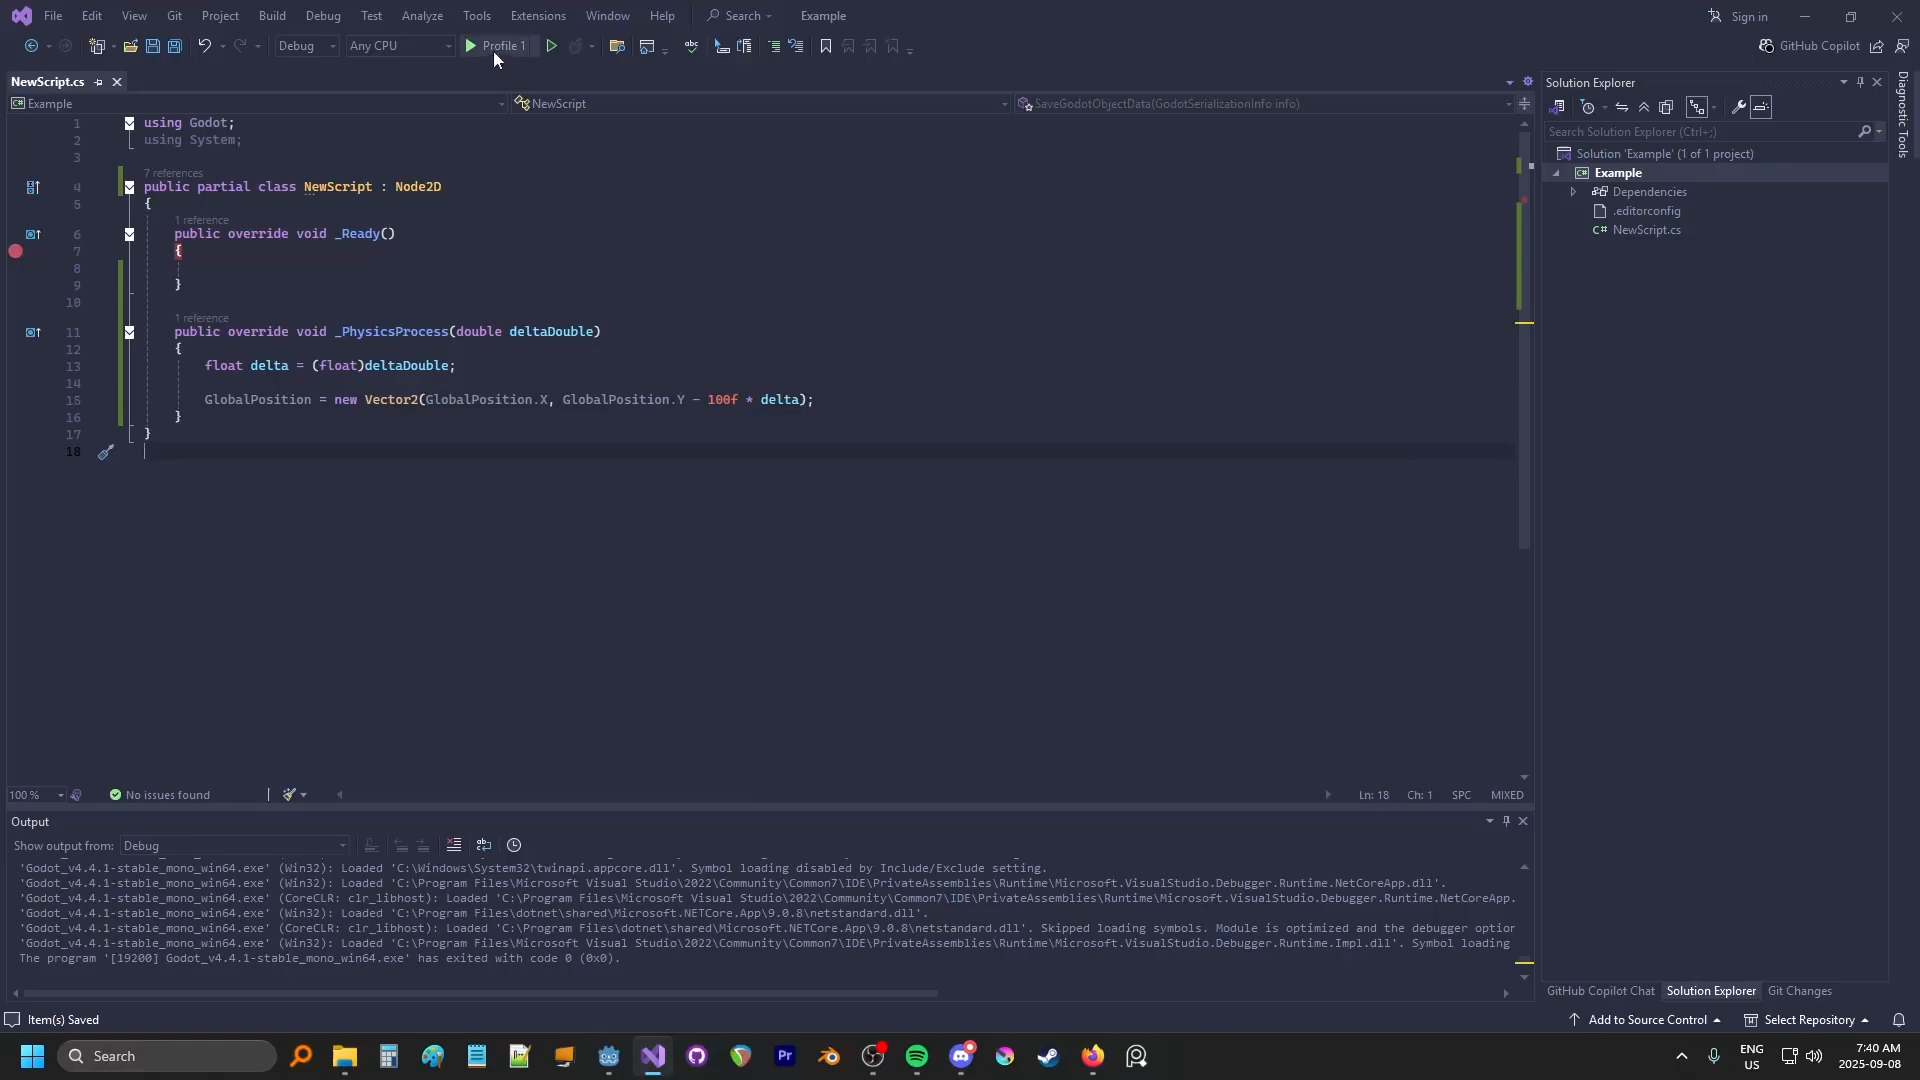 File Edit View Git Project Build Debug Test Analyze Tools Extensions Window Help Search Example Sign in
Debug Any CPU Profile 1 GitHub Copilot
NewScript.cs
Example NewScript SaveGodotObjectData(GodotSerializationInfo info)
1 using Godot;
2 using System;
3
7 references
4 public partial class NewScript : Node2D
5 {
1 reference
6 public override void _Ready()
7 {
8
9 }
10
1 reference
11 public override void _PhysicsProcess(double deltaDouble)
12 {
13 float delta = (float)deltaDouble;
14
15 GlobalPosition = new Vector2(GlobalPosition.X, GlobalPosition.Y - 100f * delta);
16 }
17 }
18
100 % No issues found Ln: 18 Ch: 1 SPC MIXED
Output
Show output from: Debug
'Godot_v4.4.1-stable_mono_win64.exe' (Win32): Loaded 'C:\Windows\System32\twinapi.appcore.dll'. Symbol loading disabled by Include/Exclude setting.
'Godot_v4.4.1-stable_mono_win64.exe' (Win32): Loaded 'C:\Program Files\Microsoft Visual Studio\2022\Community\Common7\IDE\PrivateAssemblies\Runtime\Microsoft.VisualStudio.Debugger.Runtime.NetCoreApp.dll'.
'Godot_v4.4.1-stable_mono_win64.exe' (CoreCLR: clr_libhost): Loaded 'C:\Program Files\Microsoft Visual Studio\2022\Community\Common7\IDE\PrivateAssemblies\Runtime\Microsoft.VisualStudio.Debugger.Runtime.NetCoreApp.
'Godot_v4.4.1-stable_mono_win64.exe' (Win32): Loaded 'C:\Program Files\dotnet\shared\Microsoft.NETCore.App\9.0.8\netstandard.dll'.
'Godot_v4.4.1-stable_mono_win64.exe' (CoreCLR: clr_libhost): Loaded 'C:\Program Files\dotnet\shared\Microsoft.NETCore.App\9.0.8\netstandard.dll'. Skipped loading symbols. Module is optimized and the debugger option
'Godot_v4.4.1-stable_mono_win64.exe' (Win32): Loaded 'C:\Program Files\Microsoft Visual Studio\2022\Community\Common7\IDE\PrivateAssemblies\Runtime\Microsoft.VisualStudio.Debugger.Runtime.Impl.dll'. Symbol loading
The program '[19200] Godot_v4.4.1-stable_mono_win64.exe' has exited with code 0 (0x0).
Solution Explorer
Search Solution Explorer (Ctrl+;)
Solution 'Example' (1 of 1 project)
C# Example
Dependencies
.editorconfig
C# NewScript.cs
GitHub Copilot Chat Solution Explorer Git Changes
Diagnostic Tools
Item(s) Saved Add to Source Control Select Repository
Search
Pr
ENG
US
7:40 AM
2025-09-08